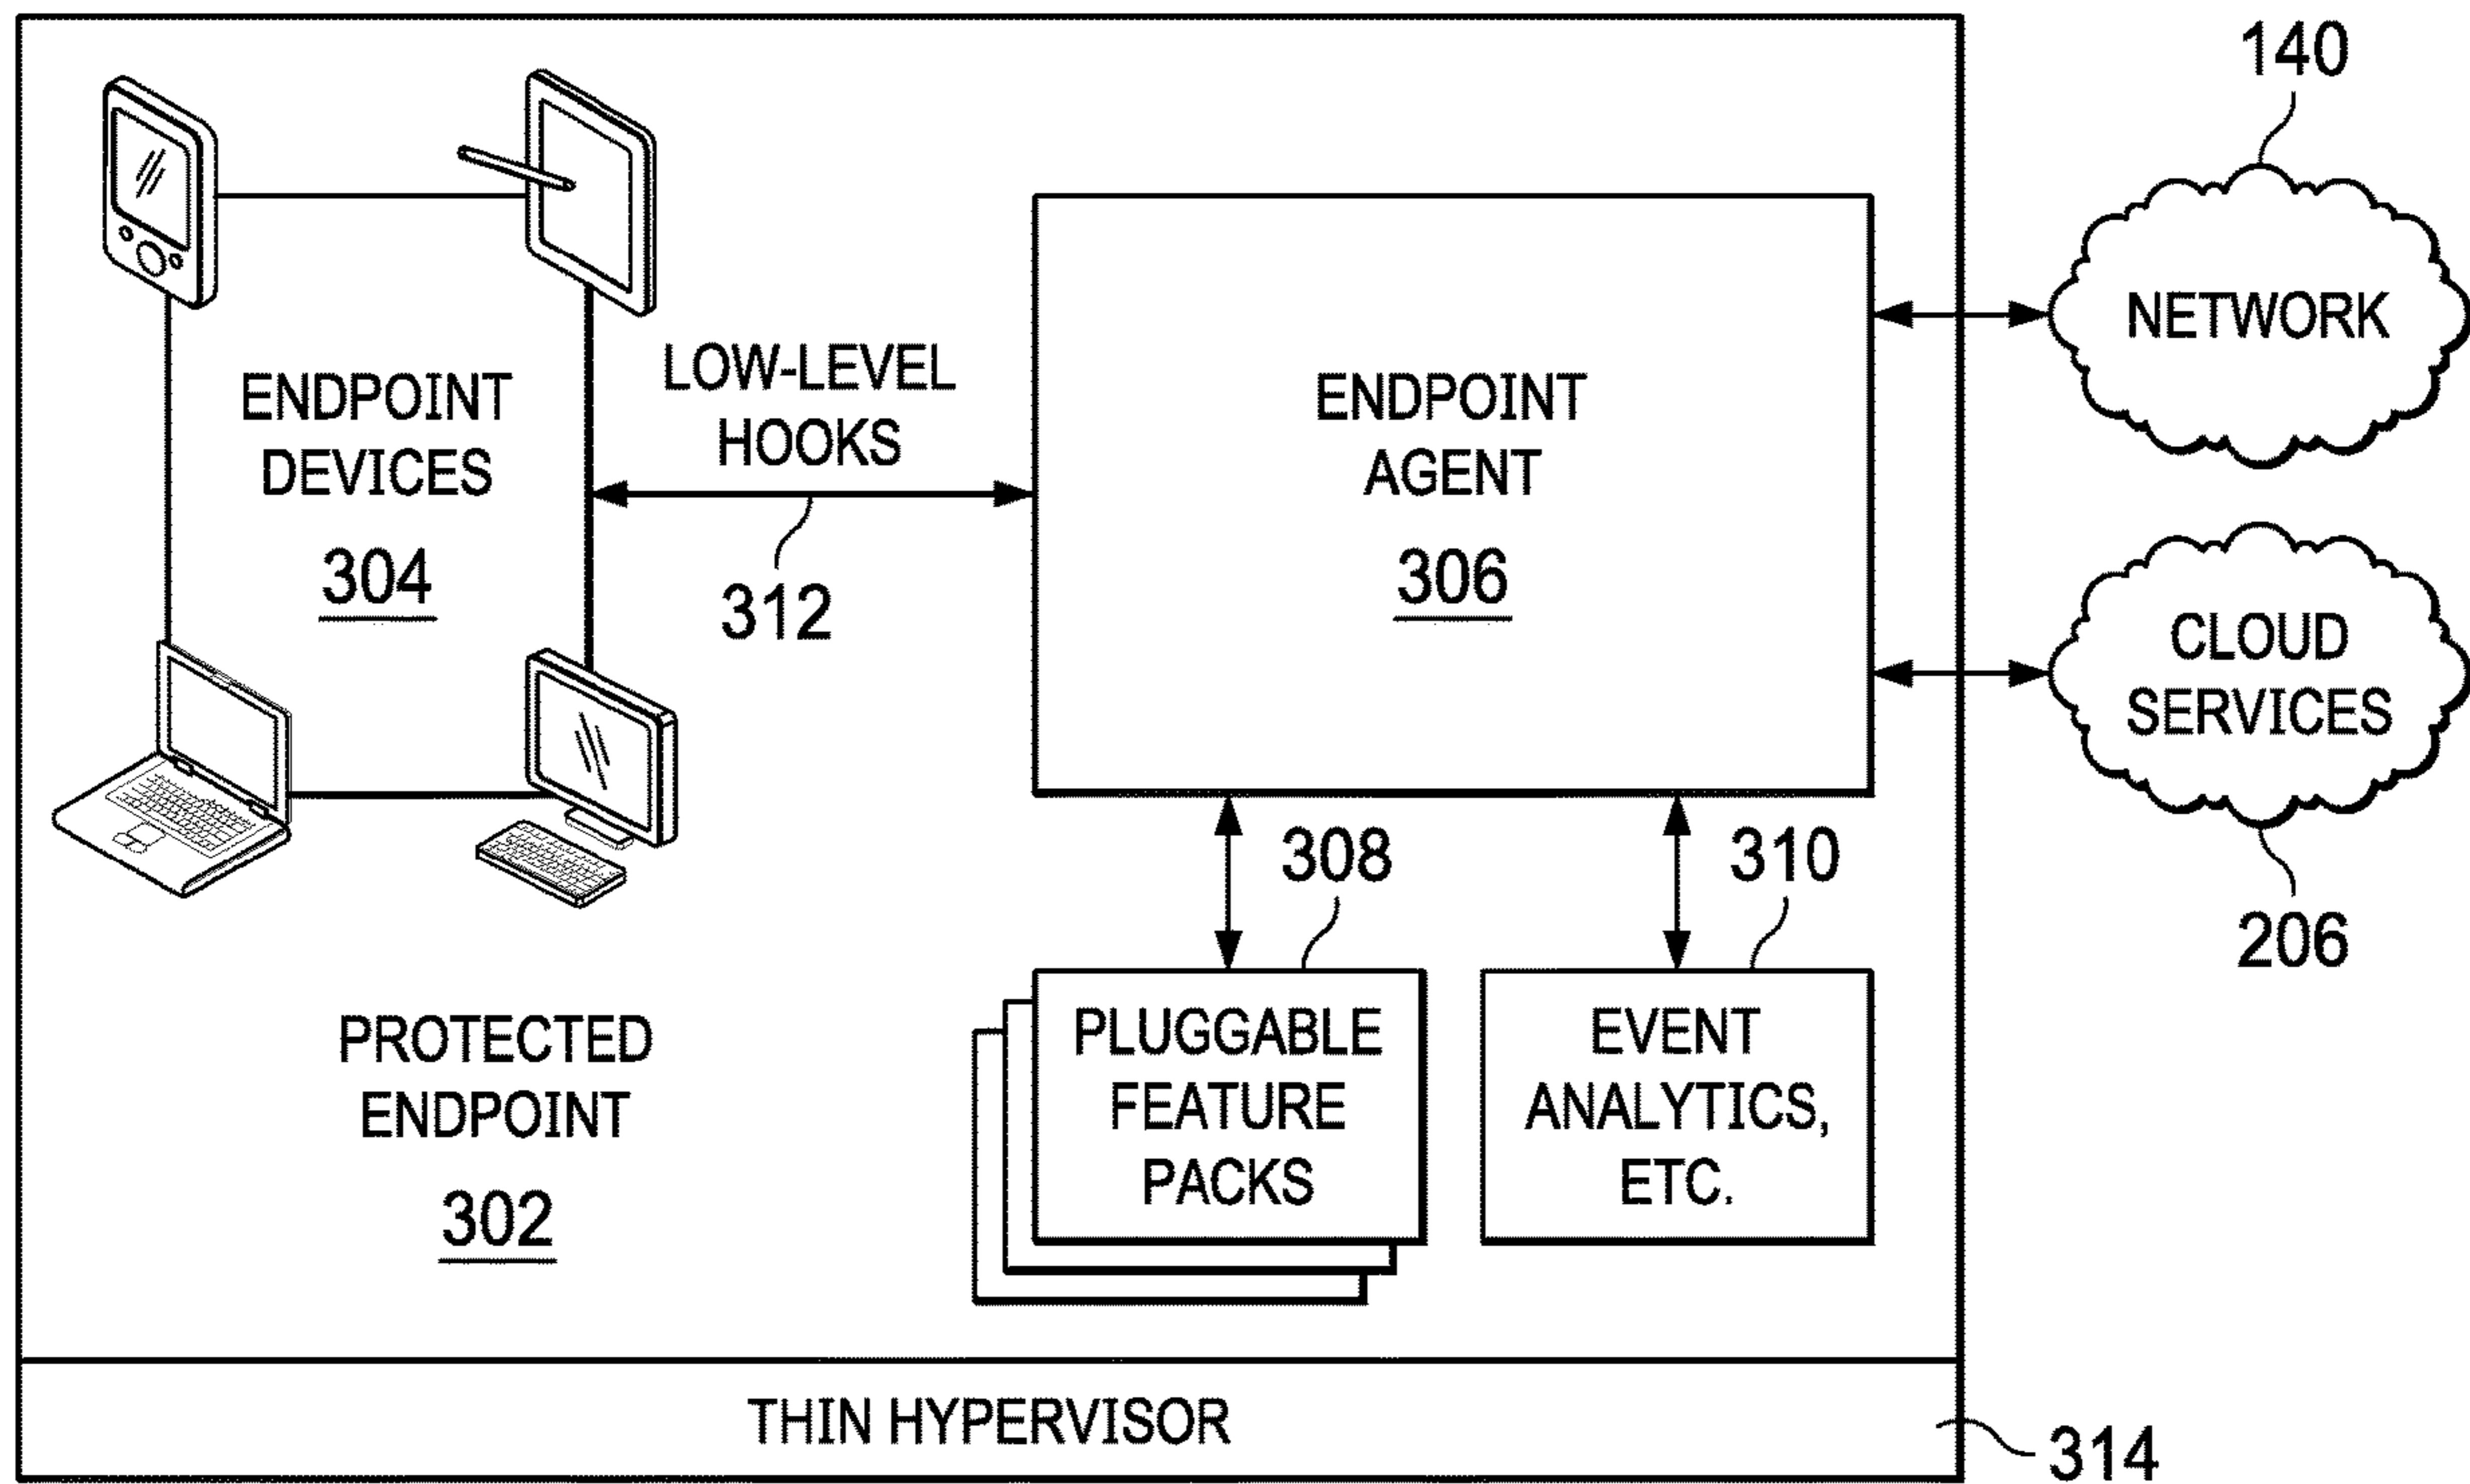 140
NETWORK
ENDPOINT
DEVICES
304
LOW-LEVEL
HOOKS
312
ENDPOINT
AGENT
306
CLOUD
SERVICES
206
308
310
PROTECTED
ENDPOINT
302
PLUGGABLE
FEATURE
PACKS
EVENT
ANALYTICS,
ETC.
THIN HYPERVISOR
314